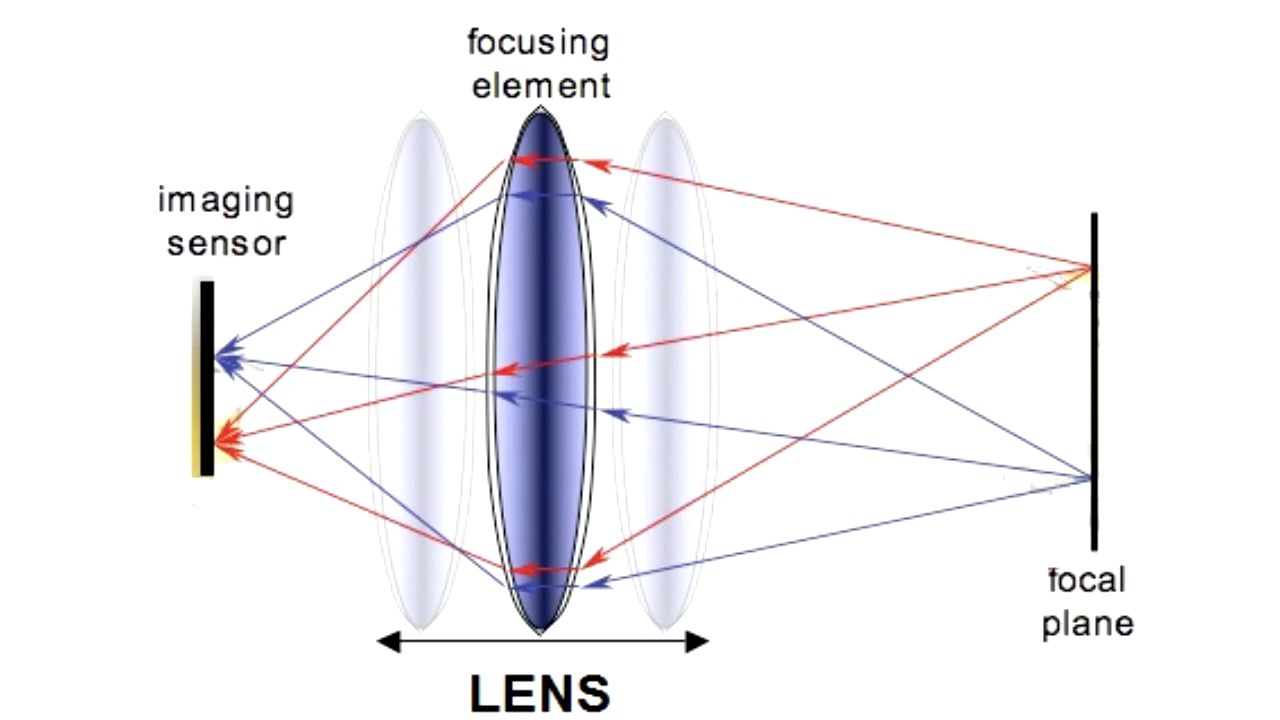 focusing
element
imaging
sensor
focal
plane
LENS